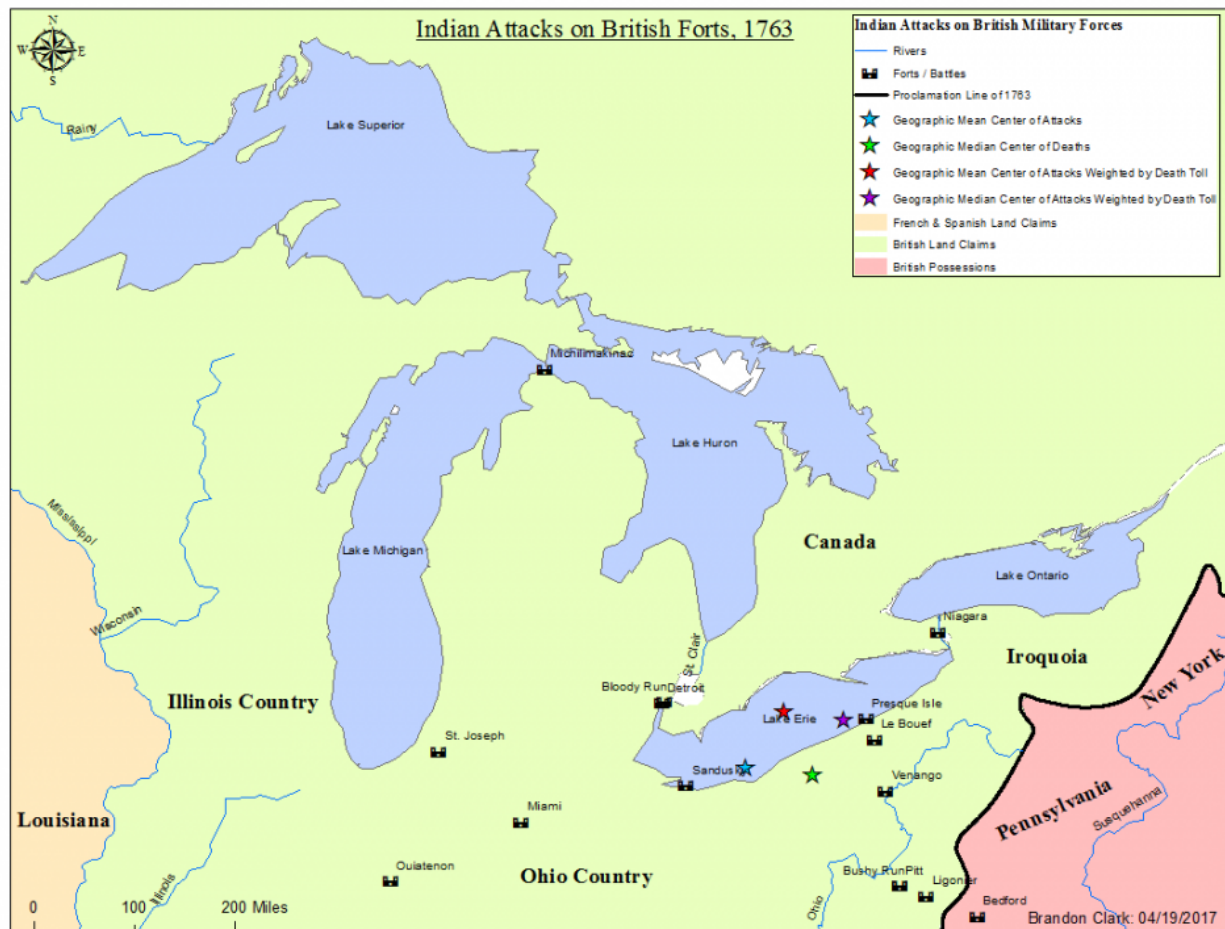 Indian Attacks on British Forts, 1763
N
W
E
S
Indian Attacks on British Military Forces
Rivers
Forts / Battles
Proclamation Line of 1763
Geographic Mean Center of Attacks
Geographic Median Center of Deaths
Geographic Mean Center of Attacks Weighted by Death Toll
Geographic Median Center of Attacks Weighted by Death Toll
French & Spanish Land Claims
British Land Claims
British Possessions
Lake Superior
Rainy
Michilimakinac
Lake Huron
Mississippi
Lake Michigan
Canada
Lake Ontario
Wisconsin
Niagara
St. Clair
Iroquoia
New York
Illinois Country
Bloody Run
Detroit
Presque Isle
Lake Erie
Le Bouef
St. Joseph
Sandusky
Venango
Miami
Pennsylvania
Susquehanna
Louisiana
Ouiatenon
Illinois
Ohio Country
Bushy Run
Pitt
Ligonier
Ohio
Bedford
0
100
200 Miles
Brandon Clark: 04/19/2017